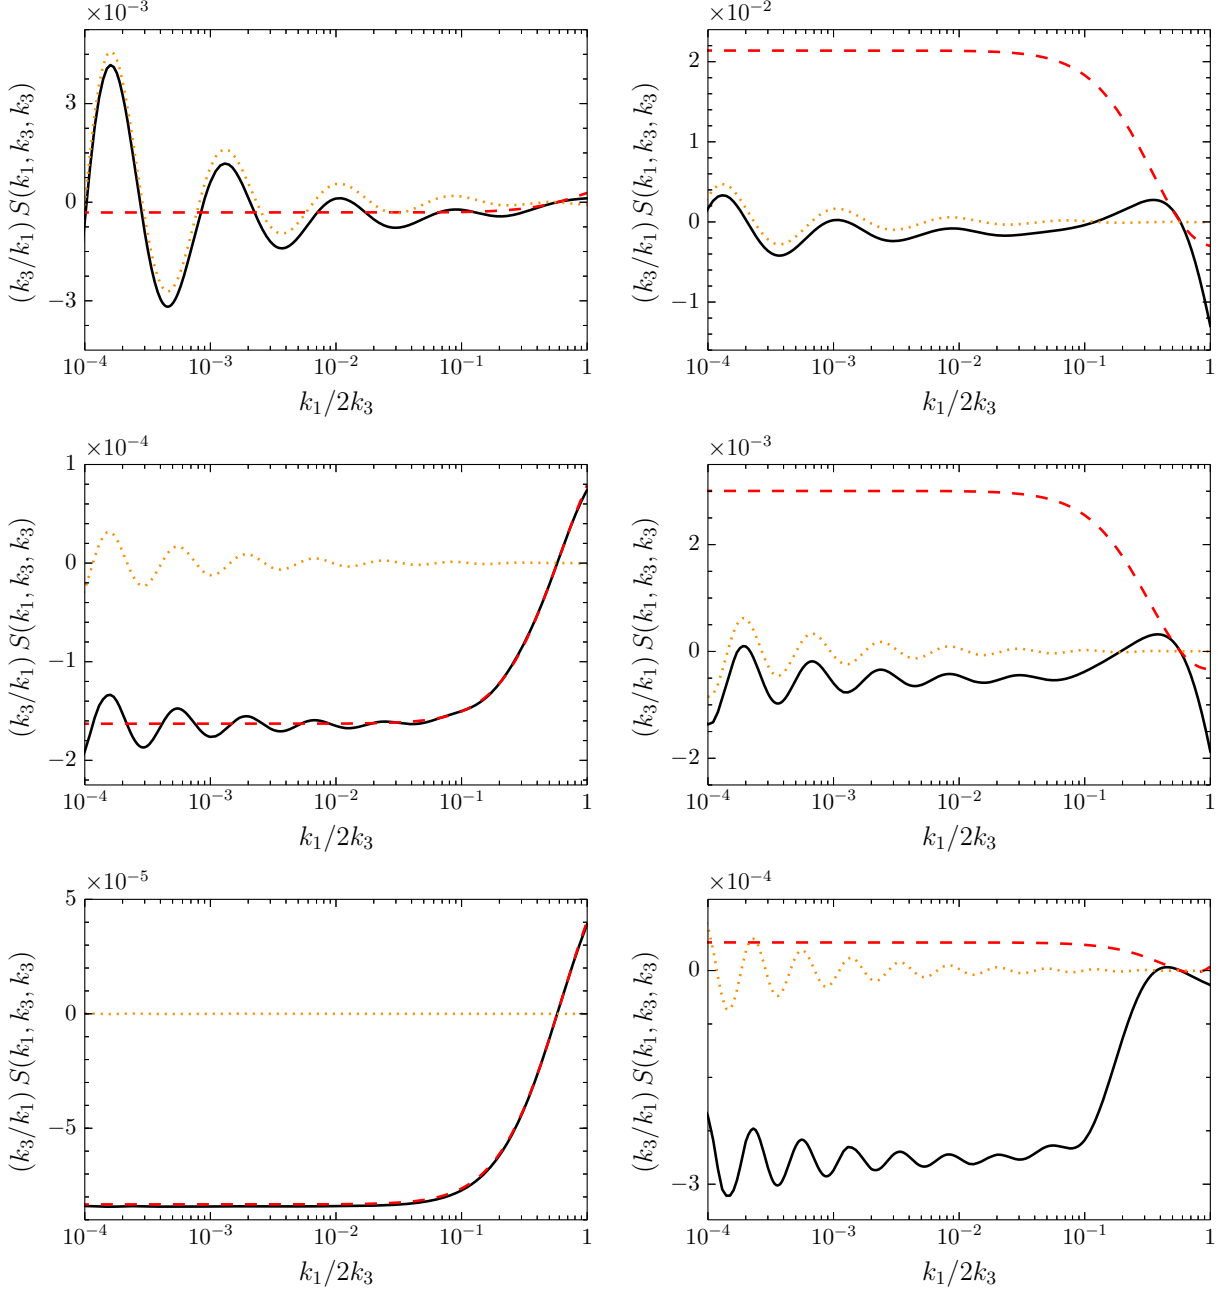 ×10⁻³
(k₃/k₁) S(k₁, k₃, k₃)
3
0
−3
10⁻⁴ 10⁻³ 10⁻² 10⁻¹ 1
k₁/2k₃
×10⁻²
(k₃/k₁) S(k₁, k₃, k₃)
2
1
0
−1
10⁻⁴ 10⁻³ 10⁻² 10⁻¹ 1
k₁/2k₃
×10⁻⁴
(k₃/k₁) S(k₁, k₃, k₃)
1
0
−1
−2
10⁻⁴ 10⁻³ 10⁻² 10⁻¹ 1
k₁/2k₃
×10⁻³
(k₃/k₁) S(k₁, k₃, k₃)
2
0
−2
10⁻⁴ 10⁻³ 10⁻² 10⁻¹ 1
k₁/2k₃
×10⁻⁵
(k₃/k₁) S(k₁, k₃, k₃)
5
0
−5
10⁻⁴ 10⁻³ 10⁻² 10⁻¹ 1
k₁/2k₃
×10⁻⁴
(k₃/k₁) S(k₁, k₃, k₃)
0
−3
10⁻⁴ 10⁻³ 10⁻² 10⁻¹ 1
k₁/2k₃